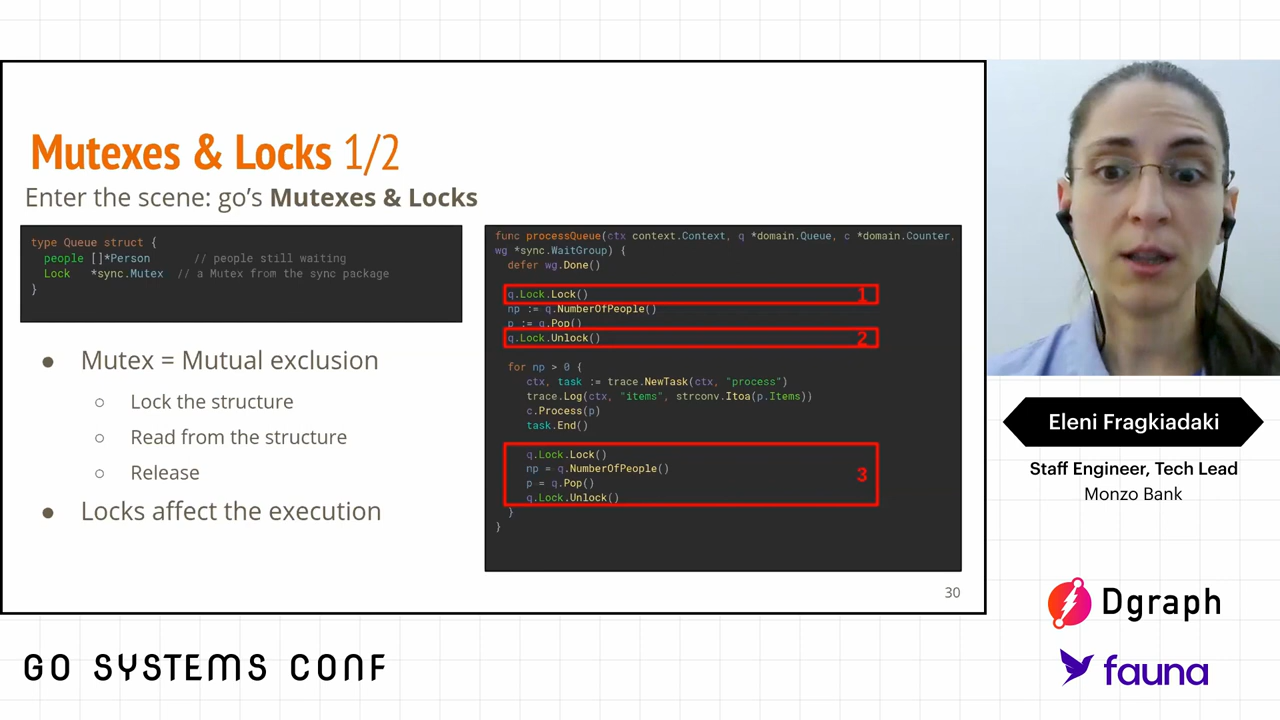 Mutexes & Locks 1/2
Enter the scene: go's Mutexes & Locks
type Queue struct {
people []*Person // people still waiting
Lock *sync.Mutex // a Mutex from the sync package
}
● Mutex = Mutual exclusion
○ Lock the structure
○ Read from the structure
○ Release
● Locks affect the execution
func processQueue(ctx context.Context, q *domain.Queue, c *domain.Counter,
wg *sync.WaitGroup) {
defer wg.Done()
q.Lock.Lock() 1
np := q.NumberOfPeople()
p := q.Pop()
q.Lock.Unlock() 2
for np > 0 {
ctx, task := trace.NewTask(ctx, "process")
trace.Log(ctx, "items", strconv.Itoa(p.Items))
c.Process(p)
task.End()
q.Lock.Lock()
np = q.NumberOfPeople()
p = q.Pop() 3
q.Lock.Unlock()
}
}
30
Eleni Fragkiadaki
Staff Engineer, Tech Lead
Monzo Bank
Dgraph
fauna
GO SYSTEMS CONF